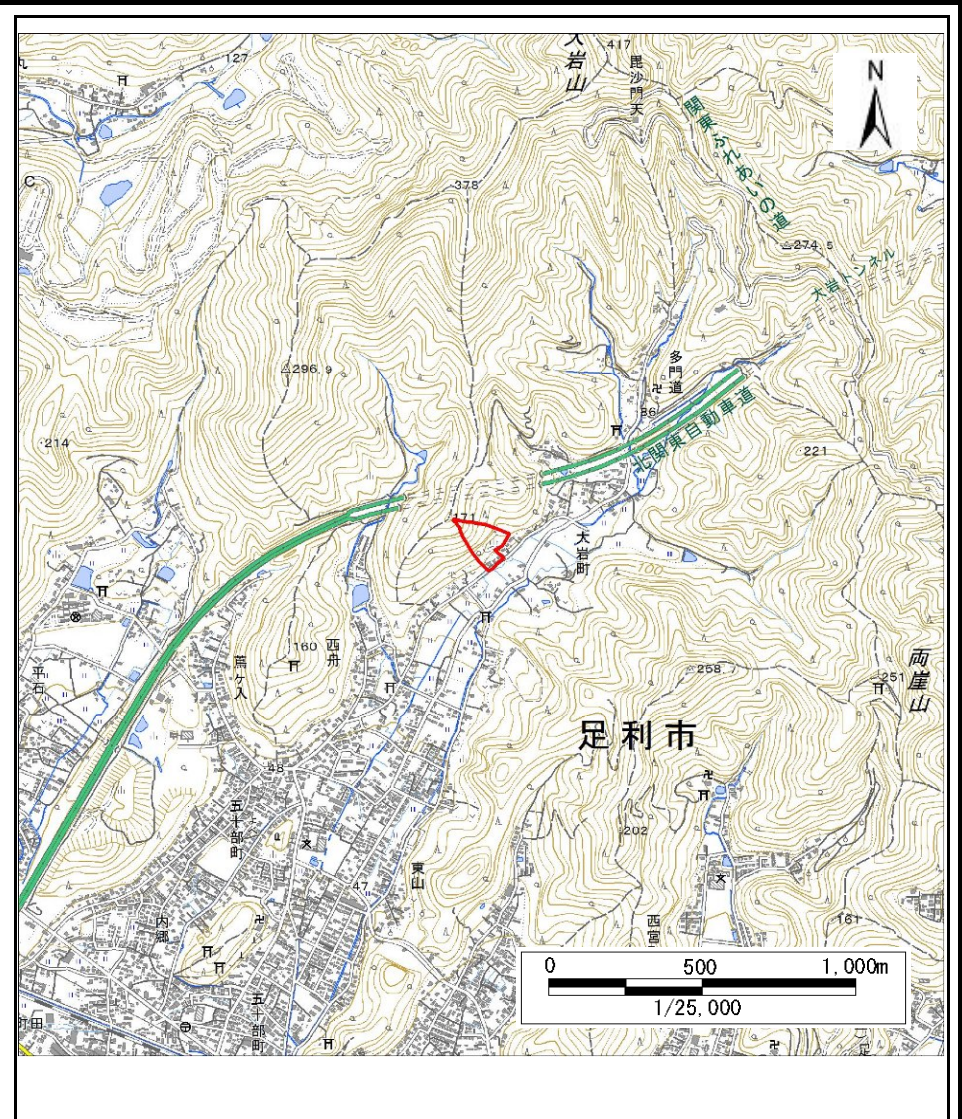 大岩山
417
毘沙門天
127
200
N
関東ふれあいの道
378
274.5
大岩トンネル
296.9
多門道
86
北関東自動車道
214
221
171
大岩町
100
160
西舟
平石
258.7
251
両崖山
足利市
48
五十部町
202
東山
47
内郷
西宮
161
五十部町
町田
足
0
500
1,000m
1/25,000